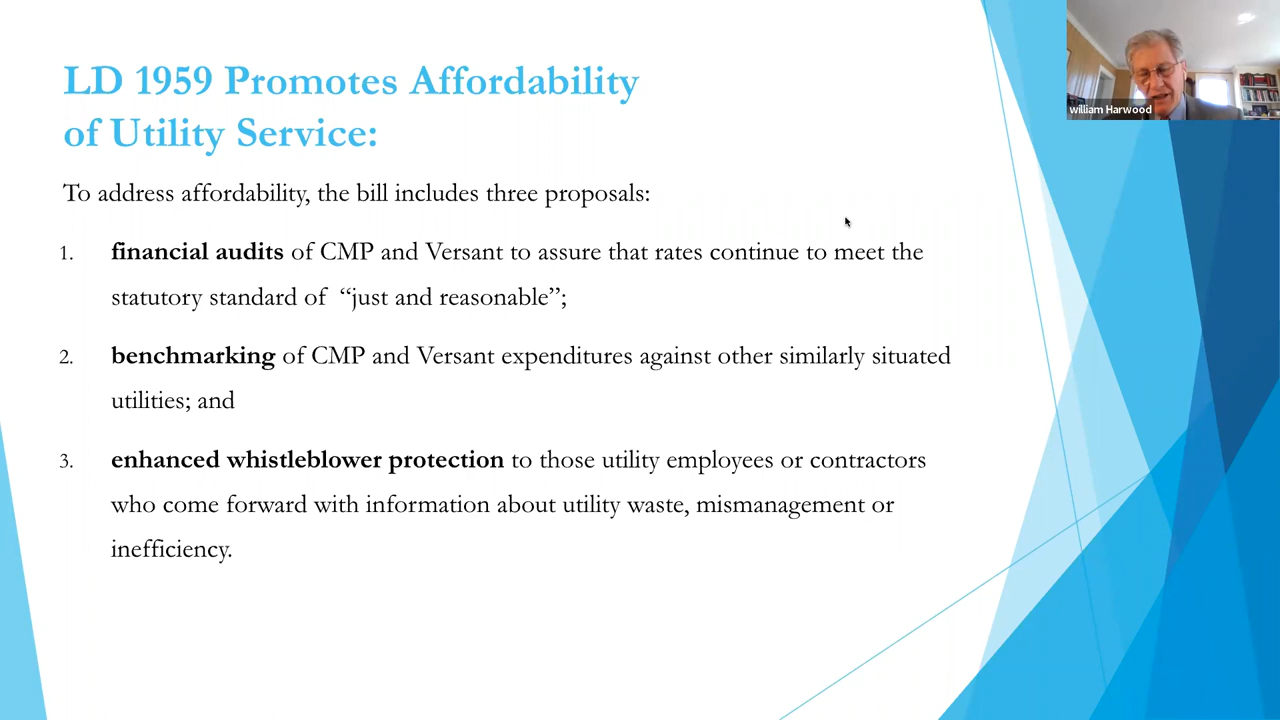 LD 1959 Promotes Affordability
of Utility Service:
william Harwood
To address affordability, the bill includes three proposals:
1. financial audits of CMP and Versant to assure that rates continue to meet the
statutory standard of “just and reasonable”;
2. benchmarking of CMP and Versant expenditures against other similarly situated
utilities; and
3. enhanced whistleblower protection to those utility employees or contractors
who come forward with information about utility waste, mismanagement or
inefficiency.